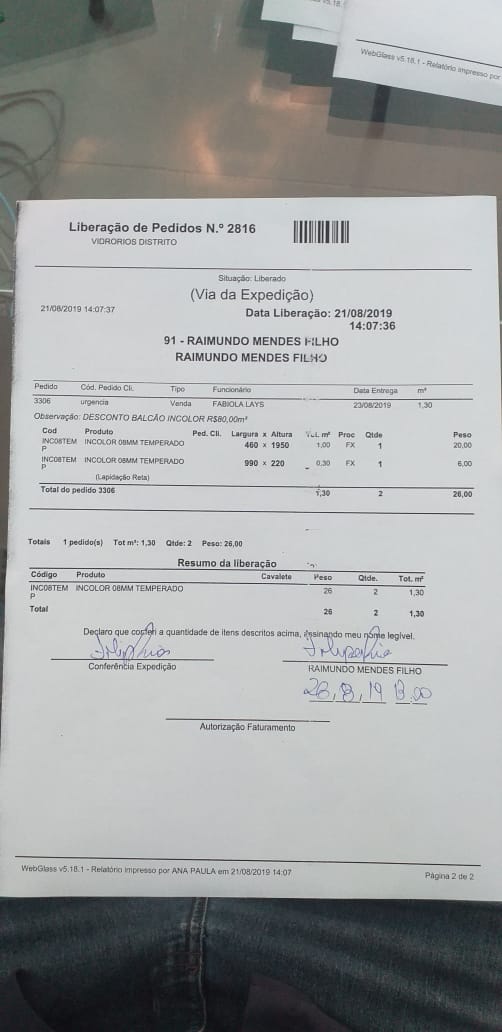 WebGlass v5.18.1 - Relatório impresso por
Liberação de Pedidos N.º 2816
VIDRORIOS DISTRITO
Situação: Liberado
(Via da Expedição)
21/08/2019 14:07:37
Data Liberação: 21/08/2019
14:07:36
91 - RAIMUNDO MENDES FILHO
RAIMUNDO MENDES FILHO
Pedido Cód. Pedido Cli. Tipo Funcionário Data Entrega m²
3306 urgencia Venda FABIOLA LAYS 23/08/2019 1,30
Observação: DESCONTO BALCÃO INCOLOR R$80,00m²
Cod Produto Ped. Cli. Largura x Altura Tot. m² Proc Qtde Peso
INC08TEM INCOLOR 08MM TEMPERADO 460 x 1950 1,00 FX 1 20,00
P
INC08TEM INCOLOR 08MM TEMPERADO 990 x 220 0,30 FX 1 6,00
P
(Lapidação Reta)
Total do pedido 3306 1,30 2 26,00
Totais 1 pedido(s) Tot m²: 1,30 Qtde: 2 Peso: 26,00
Resumo da liberação
Código Produto Cavalete Peso Qtde. Tot. m²
INC08TEM INCOLOR 08MM TEMPERADO 26 2 1,30
P
Total 26 2 1,30
Declaro que conferi a quantidade de itens descritos acima, assinando meu nome legível.
Conferência Expedição
RAIMUNDO MENDES FILHO
28,8,19 13:00
Autorização Faturamento
WebGlass v5.18.1 - Relatório impresso por ANA PAULA em 21/08/2019 14:07
Página 2 de 2